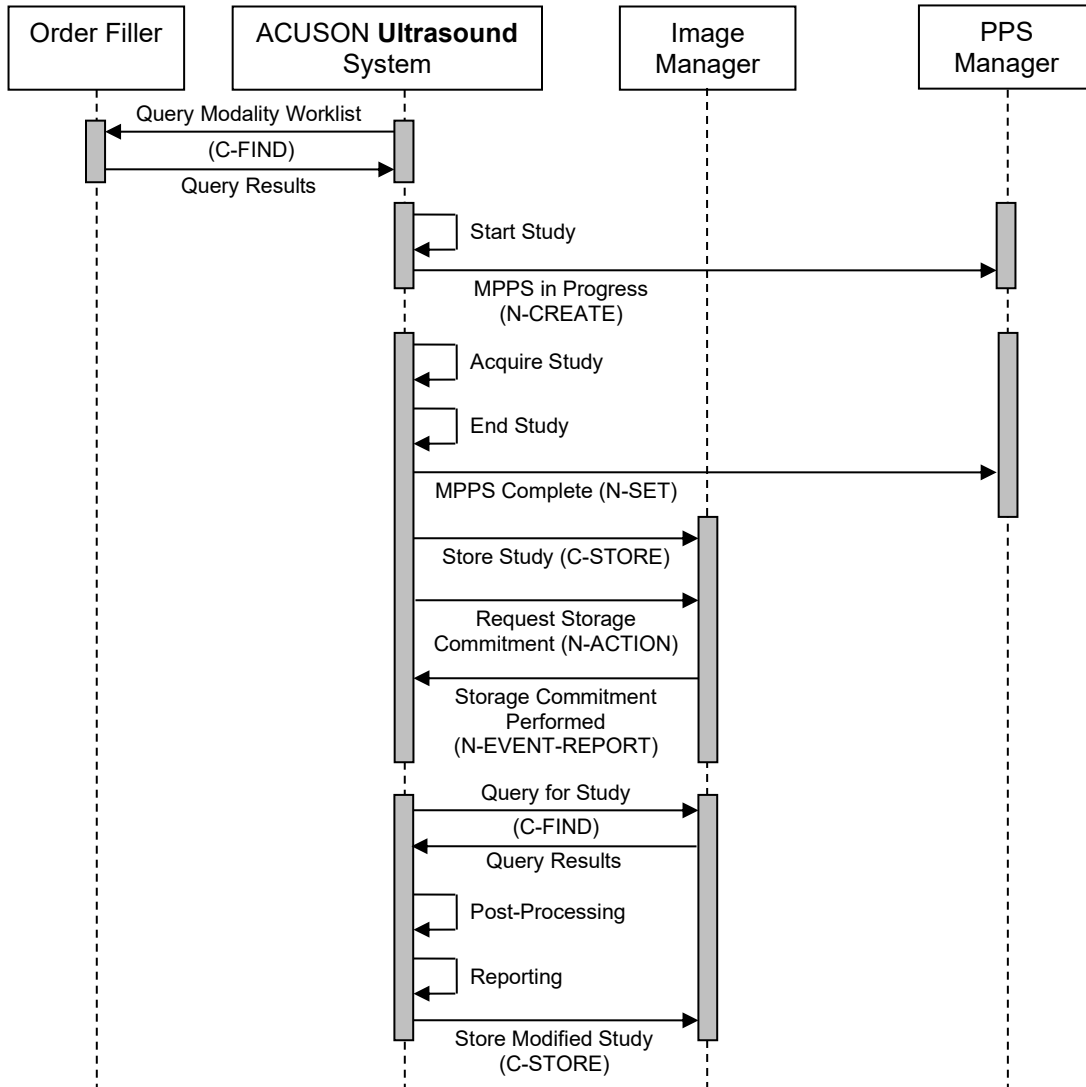 Order Filler
ACUSON Ultrasound
System
Image
Manager
PPS
Manager
Query Modality Worklist
(C-FIND)
Query Results
Start Study
MPPS in Progress
(N-CREATE)
Acquire Study
End Study
MPPS Complete (N-SET)
Store Study (C-STORE)
Request Storage
Commitment (N-ACTION)
Storage Commitment
Performed
(N-EVENT-REPORT)
Query for Study
(C-FIND)
Query Results
Post-Processing
Reporting
Store Modified Study
(C-STORE)